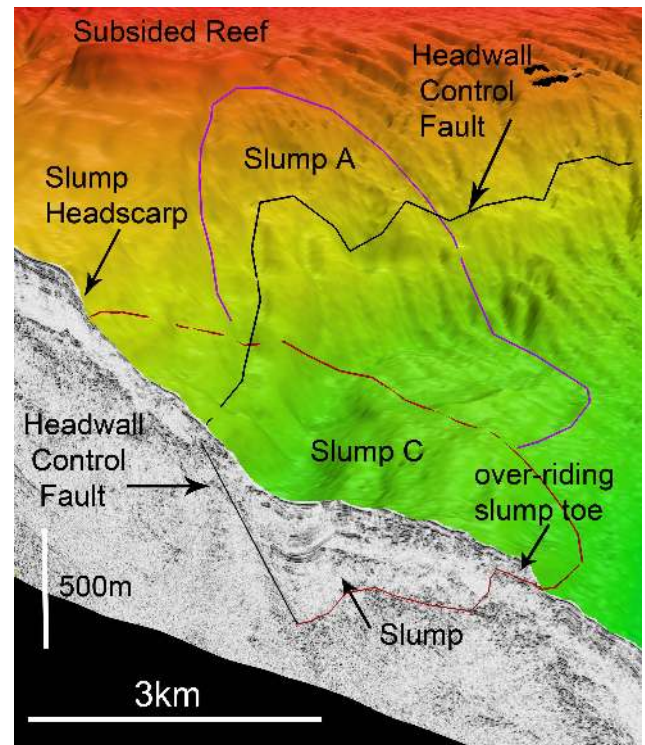 Subsided Reef
Headwall
Control
Fault
Slump A
Slump
Headscarp
Headwall
Control
Fault
Slump C
over-riding
slump toe
500m
Slump
3km